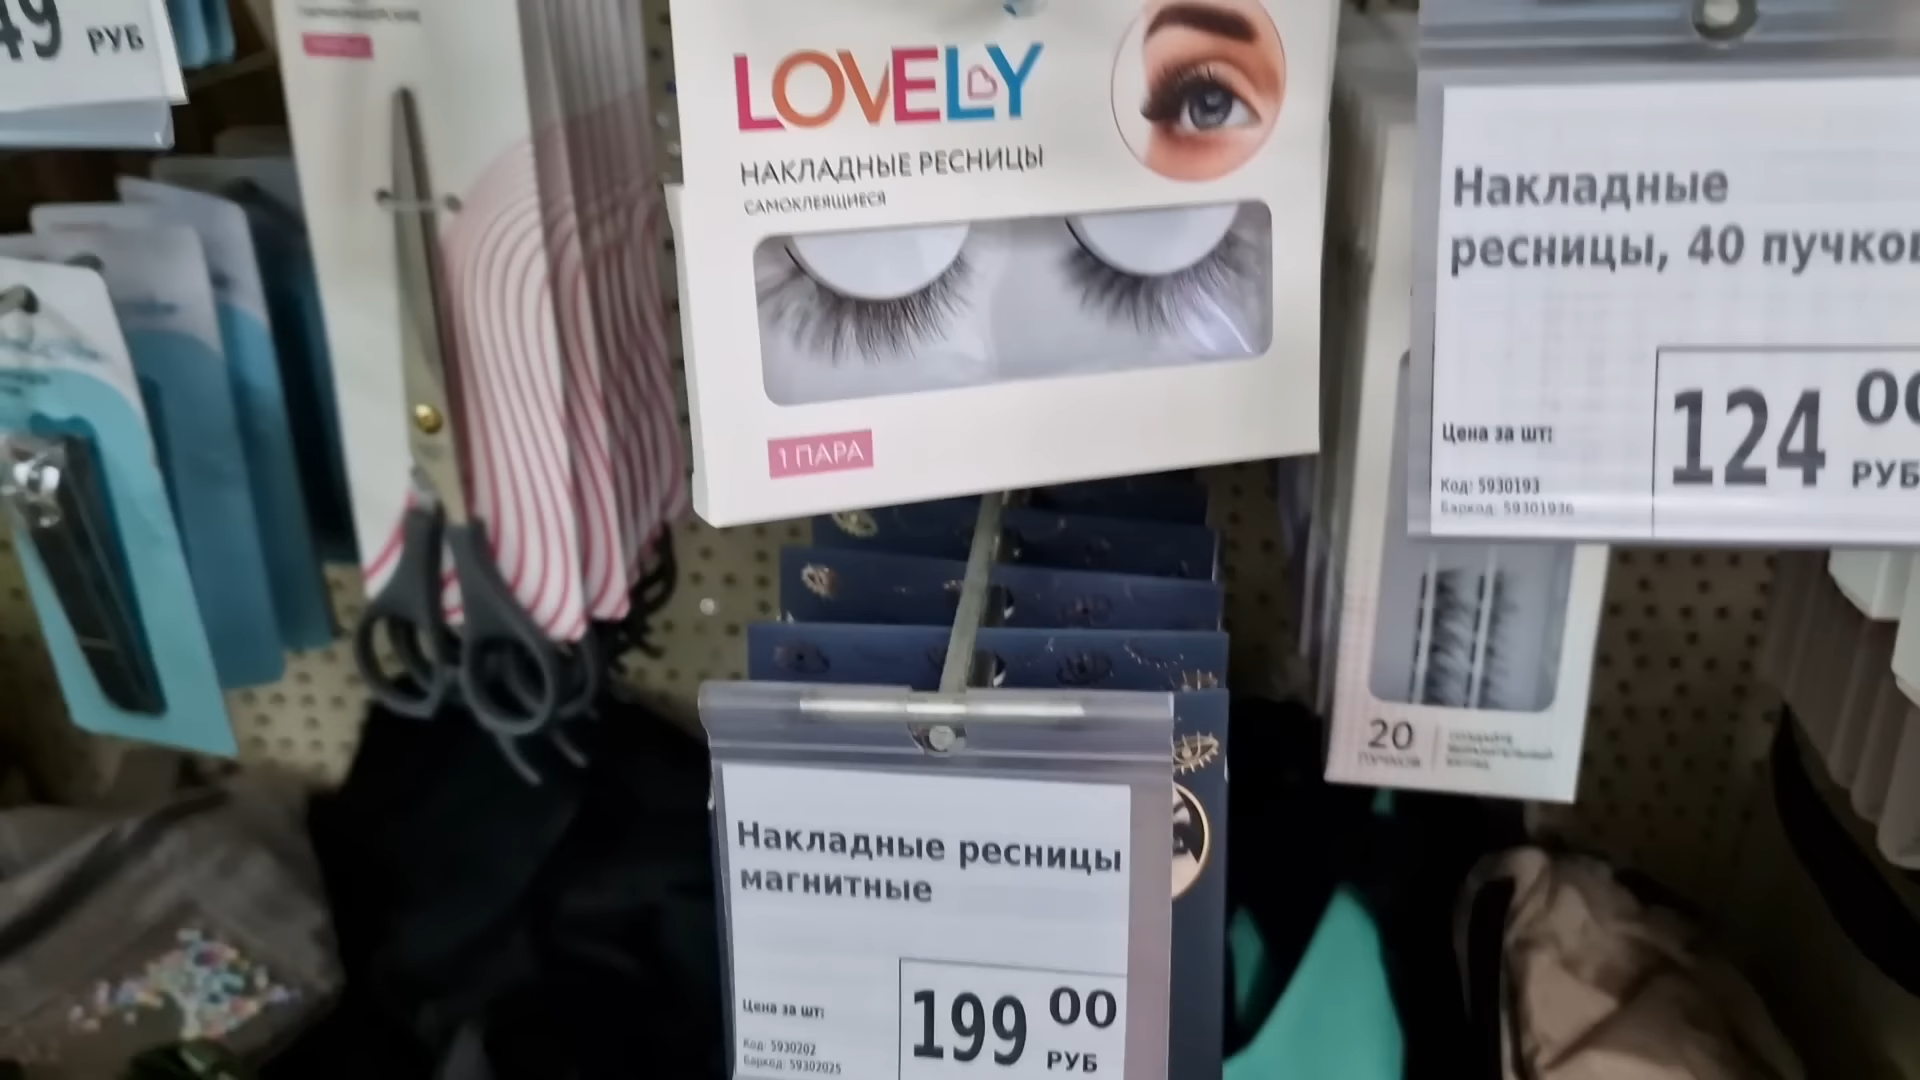 49 РУБ
LOVELY
НАКЛАДНЫЕ РЕСНИЦЫ
САМОКЛЕЯЩИЕСЯ
1 ПАРА
Накладные
ресницы, 40 пучков
Цена за шт:
124 00
РУБ
Код: 5930193
Баркод: 59301936
20
ПУЧКОВ
Накладные ресницы
магнитные
Цена за шт:
199 00
РУБ
Код: 5930202
Баркод: 59302025